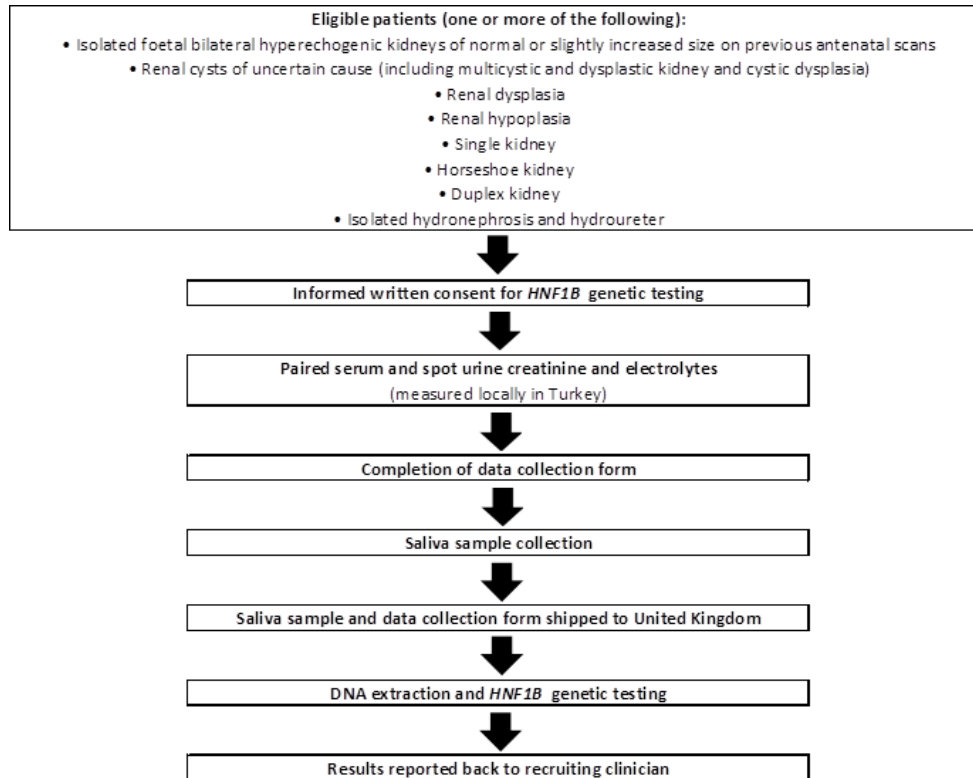 Eligible patients (one or more of the following):
• Isolated foetal bilateral hyperechogenic kidneys of normal or slightly increased size on previous antenatal scans
• Renal cysts of uncertain cause (including multicystic and dysplastic kidney and cystic dysplasia)
• Renal dysplasia
• Renal hypoplasia
• Single kidney
• Horseshoe kidney
• Duplex kidney
• Isolated hydronephrosis and hydroureter
Informed written consent for HNF1B genetic testing
Paired serum and spot urine creatinine and electrolytes
(measured locally in Turkey)
Completion of data collection form
Saliva sample collection
Saliva sample and data collection form shipped to United Kingdom
DNA extraction and HNF1B genetic testing
Results reported back to recruiting clinician